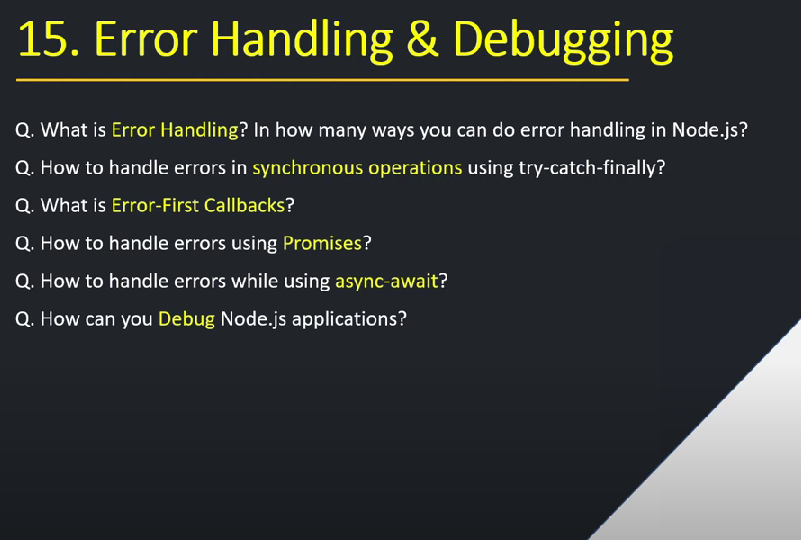 15. Error Handling & Debugging
Q. What is Error Handling? In how many ways you can do error handling in Node.js?
Q. How to handle errors in synchronous operations using try-catch-finally?
Q. What is Error-First Callbacks?
Q. How to handle errors using Promises?
Q. How to handle errors while using async-await?
Q. How can you Debug Node.js applications?